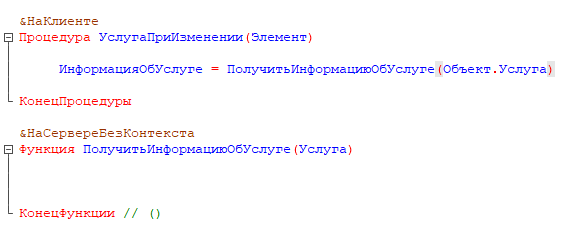 &НаКлиенте
Процедура УслугаПриИзменении(Элемент)
ИнформацияОбУслуге = ПолучитьИнформациюОбУслуге(Объект.Услуга)
КонецПроцедуры
&НаСервереБезКонтекста
Функция ПолучитьИнформациюОбУслуге(Услуга)
КонецФункции // ()